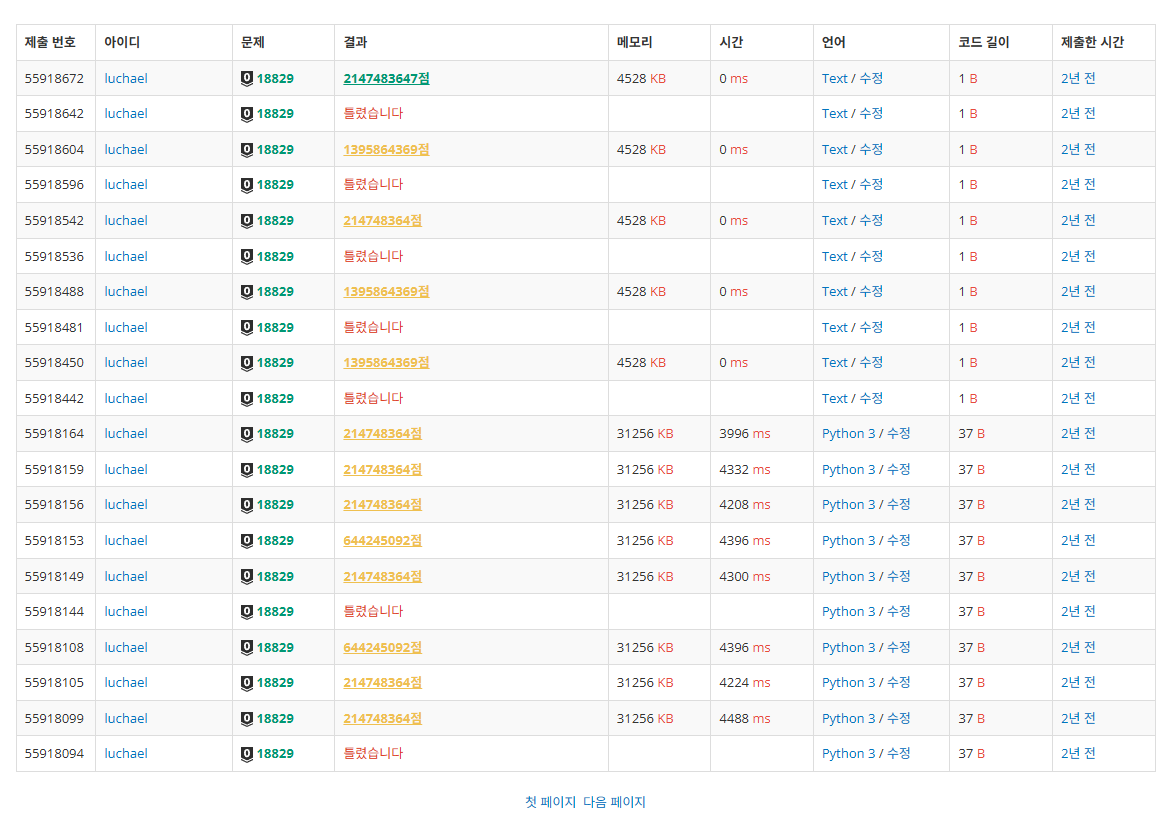 제출 번호 아이디 문제 결과 메모리 시간 언어 코드 길이 제출한 시간
55918672 luchael 0 18829 2147483647점 4528 KB 0 ms Text / 수정 1 B 2년 전
55918642 luchael 0 18829 틀렸습니다 Text / 수정 1 B 2년 전
55918604 luchael 0 18829 1395864369점 4528 KB 0 ms Text / 수정 1 B 2년 전
55918596 luchael 0 18829 틀렸습니다 Text / 수정 1 B 2년 전
55918542 luchael 0 18829 214748364점 4528 KB 0 ms Text / 수정 1 B 2년 전
55918536 luchael 0 18829 틀렸습니다 Text / 수정 1 B 2년 전
55918488 luchael 0 18829 1395864369점 4528 KB 0 ms Text / 수정 1 B 2년 전
55918481 luchael 0 18829 틀렸습니다 Text / 수정 1 B 2년 전
55918450 luchael 0 18829 1395864369점 4528 KB 0 ms Text / 수정 1 B 2년 전
55918442 luchael 0 18829 틀렸습니다 Text / 수정 1 B 2년 전
55918164 luchael 0 18829 214748364점 31256 KB 3996 ms Python 3 / 수정 37 B 2년 전
55918159 luchael 0 18829 214748364점 31256 KB 4332 ms Python 3 / 수정 37 B 2년 전
55918156 luchael 0 18829 214748364점 31256 KB 4208 ms Python 3 / 수정 37 B 2년 전
55918153 luchael 0 18829 644245092점 31256 KB 4396 ms Python 3 / 수정 37 B 2년 전
55918149 luchael 0 18829 214748364점 31256 KB 4300 ms Python 3 / 수정 37 B 2년 전
55918144 luchael 0 18829 틀렸습니다 Python 3 / 수정 37 B 2년 전
55918108 luchael 0 18829 644245092점 31256 KB 4396 ms Python 3 / 수정 37 B 2년 전
55918105 luchael 0 18829 214748364점 31256 KB 4224 ms Python 3 / 수정 37 B 2년 전
55918099 luchael 0 18829 214748364점 31256 KB 4488 ms Python 3 / 수정 37 B 2년 전
55918094 luchael 0 18829 틀렸습니다 Python 3 / 수정 37 B 2년 전
첫 페이지 다음 페이지